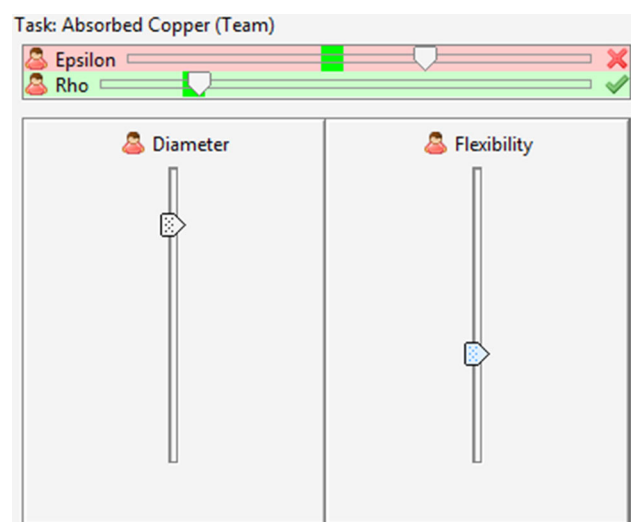 Task: Absorbed Copper (Team)
Epsilon
Rho
Diameter
Flexibility